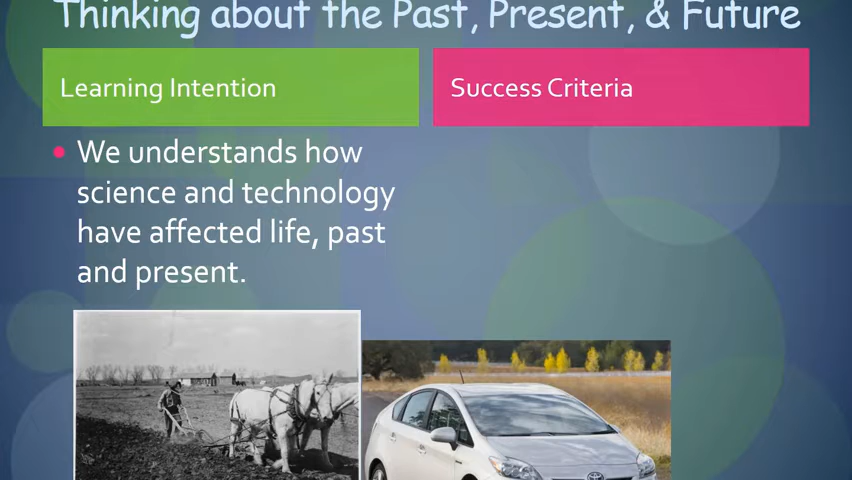 Thinking about the Past, Present, & Future
Learning Intention
Success Criteria
We understands how
science and technology
have affected life, past
and present.